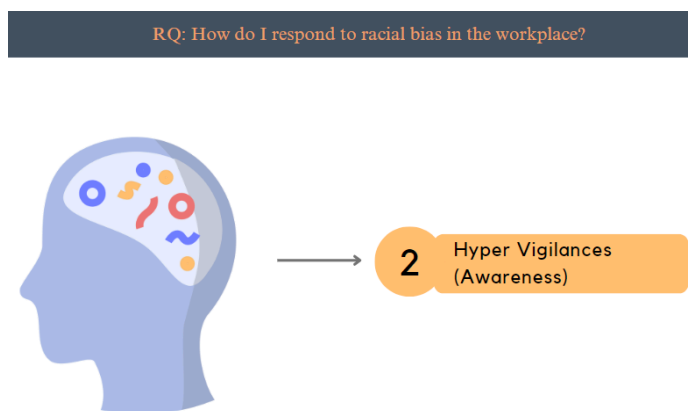 RQ: How do I respond to racial bias in the workplace?
2
Hyper Vigilances
(Awareness)